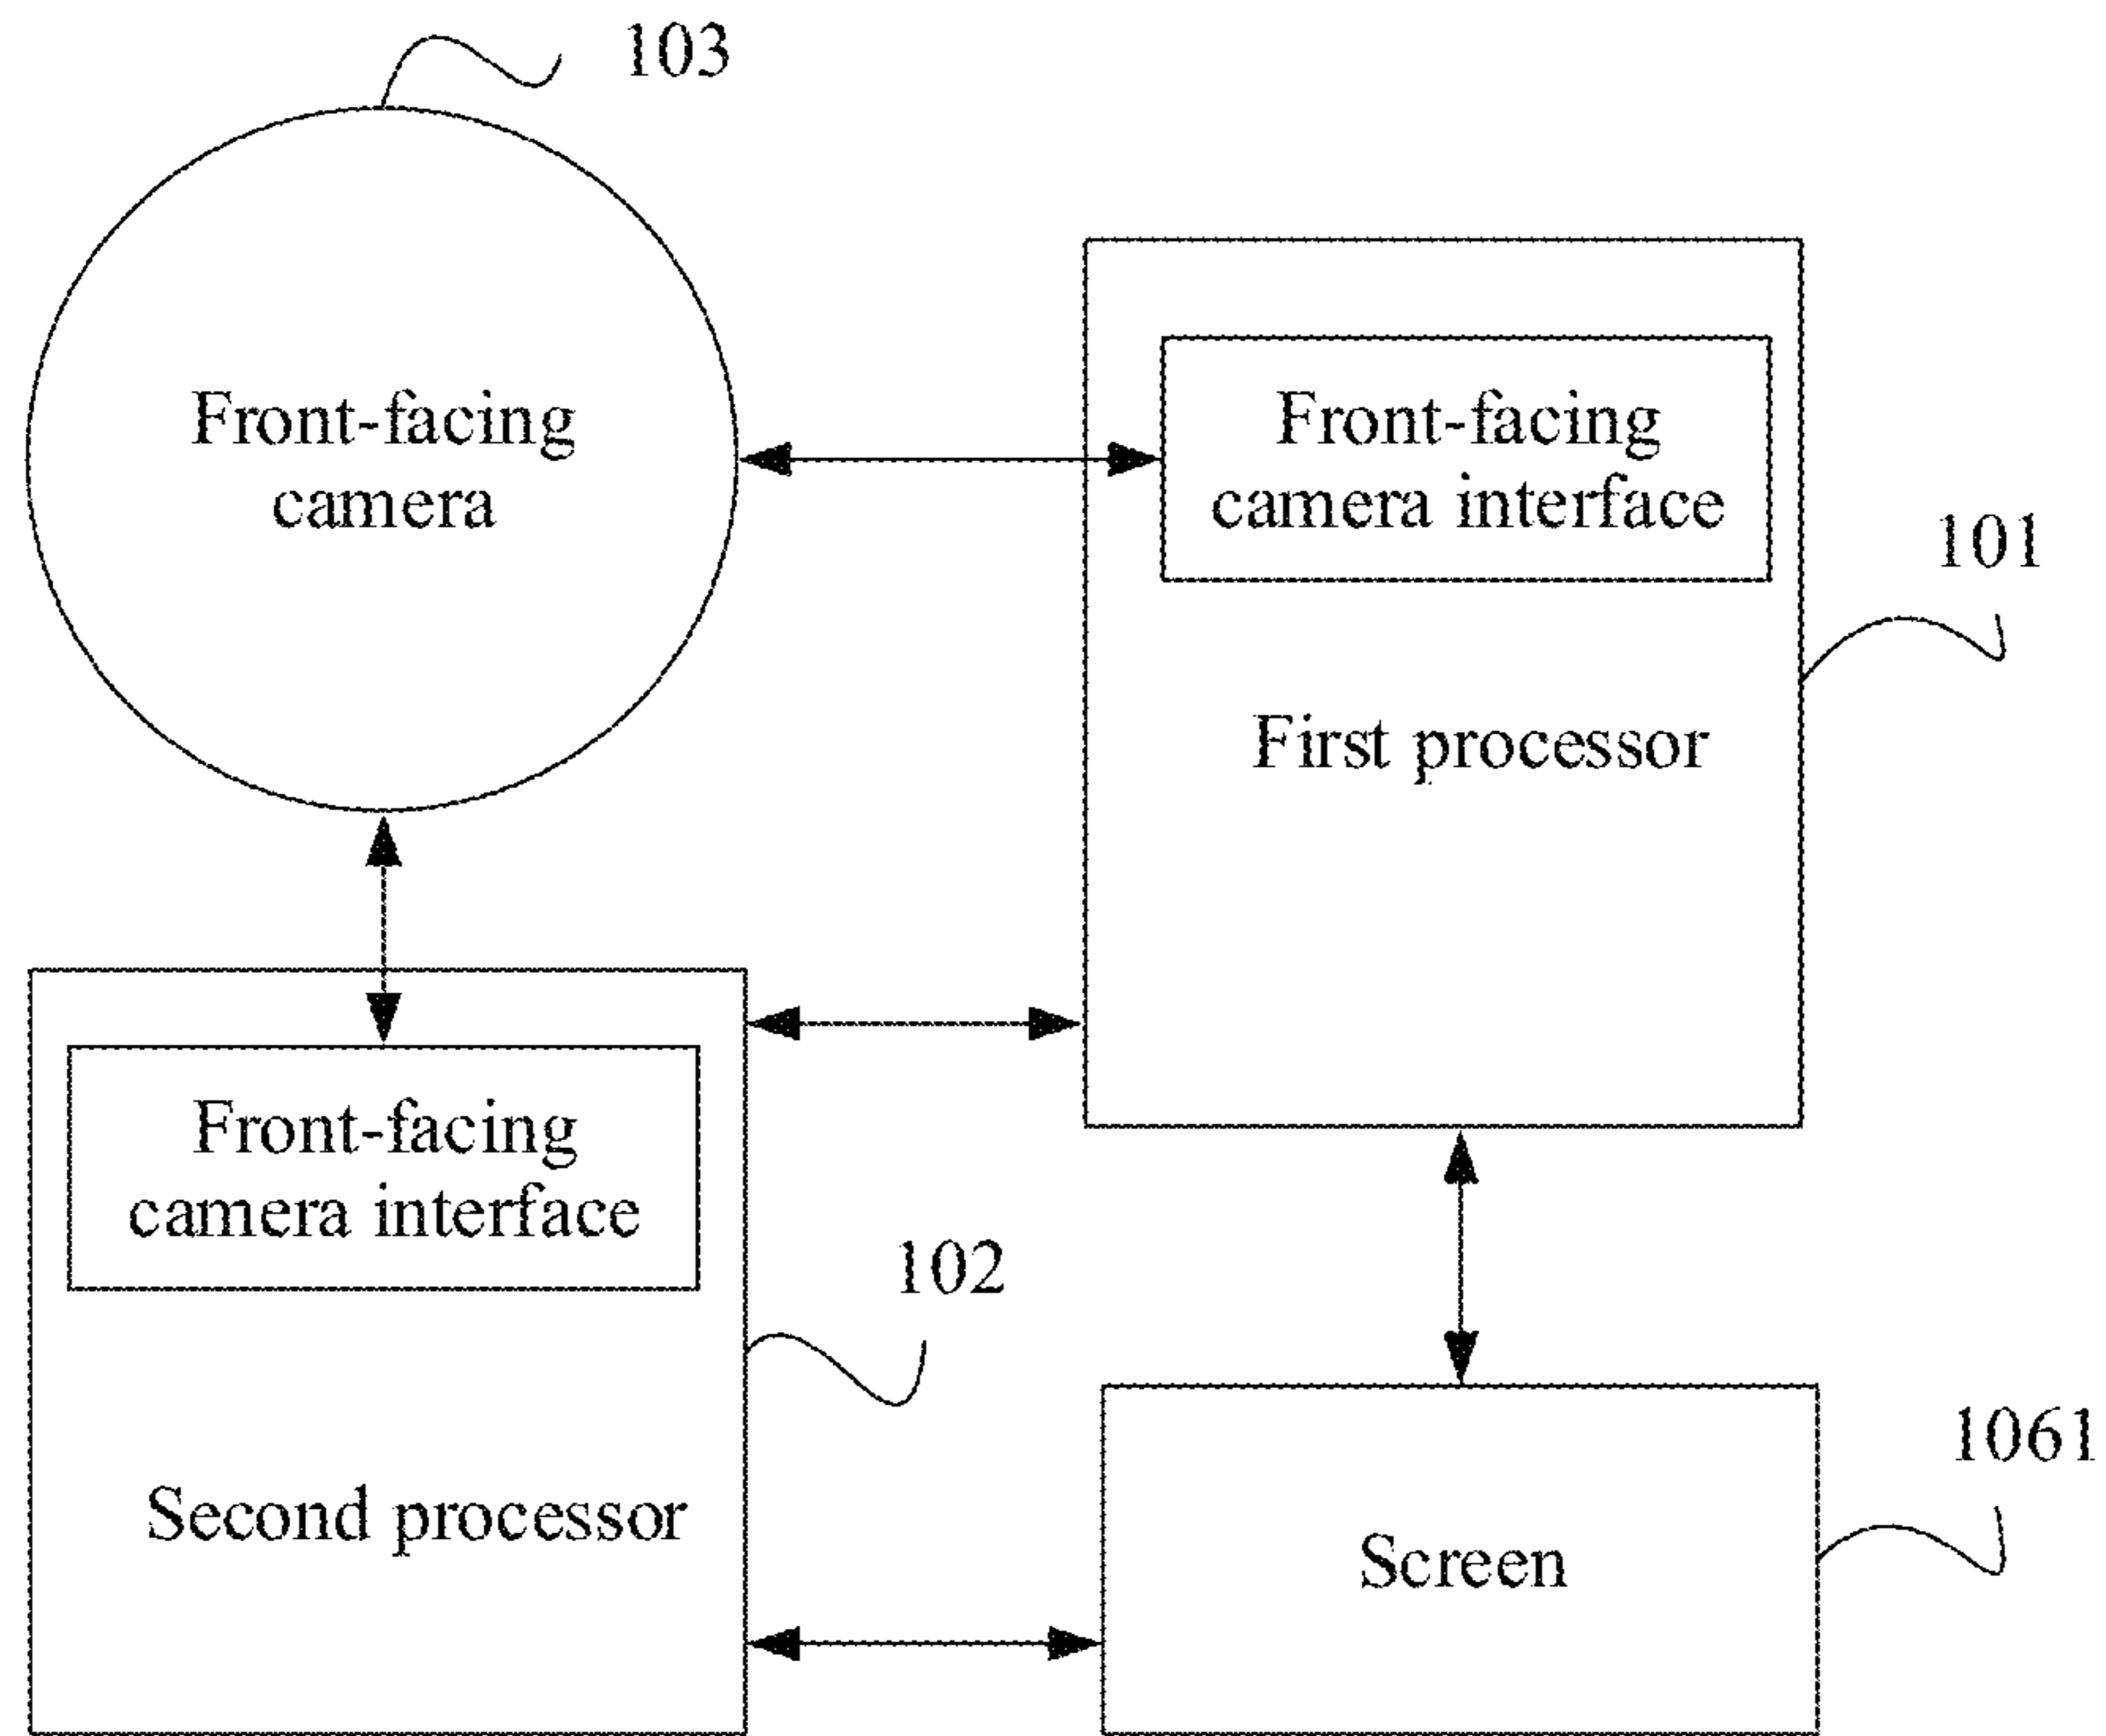 103
Front-facing
camera
Front-facing
camera interface
101
First processor
Front-facing
camera interface
102
Second processor
1061
Screen